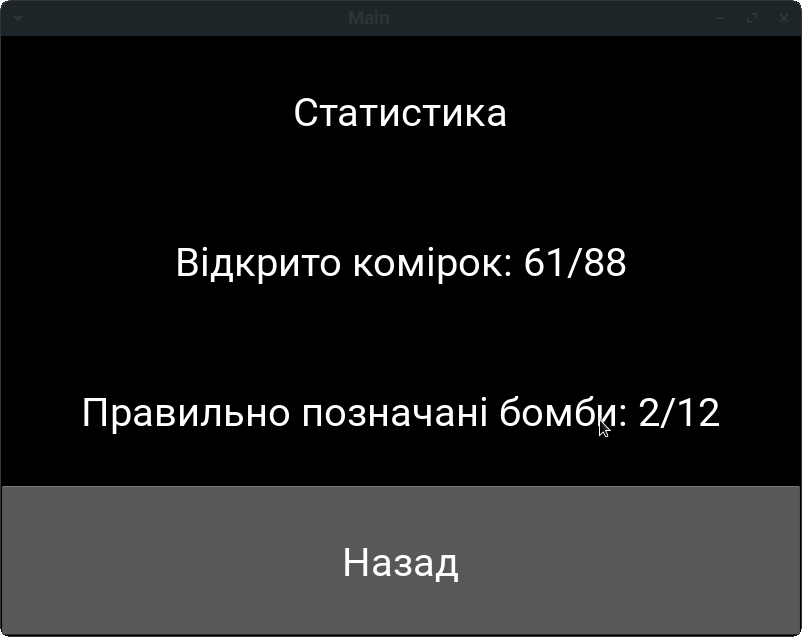 Main
Статистика
Відкрито комірок: 61/88
Правильно позначані бомби: 2/12
Назад